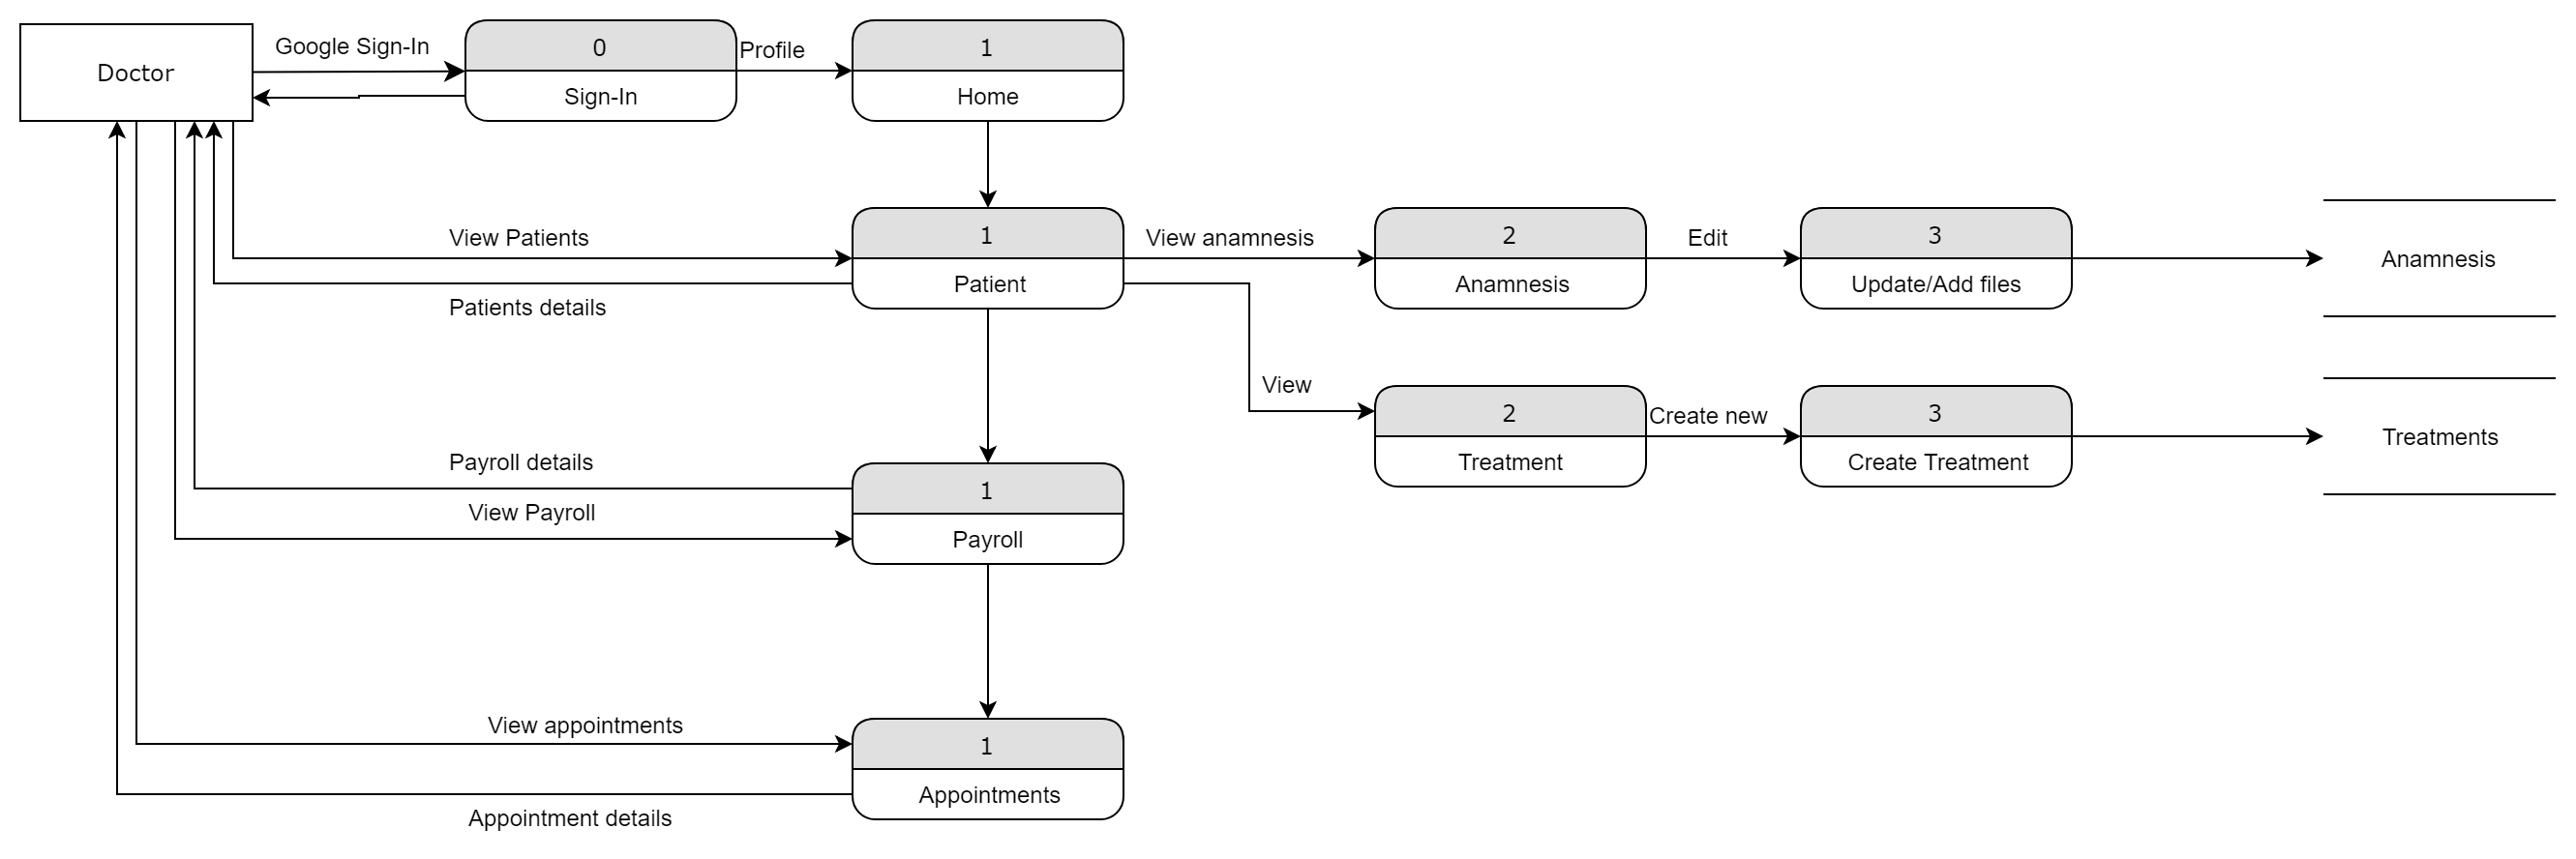 Doctor
Google Sign-In
0
Sign-In
Profile
1
Home
View Patients
Patients details
1
Patient
View anamnesis
2
Anamnesis
Edit
3
Update/Add files
Anamnesis
View
2
Treatment
Create new
3
Create Treatment
Treatments
Payroll details
View Payroll
1
Payroll
View appointments
Appointment details
1
Appointments